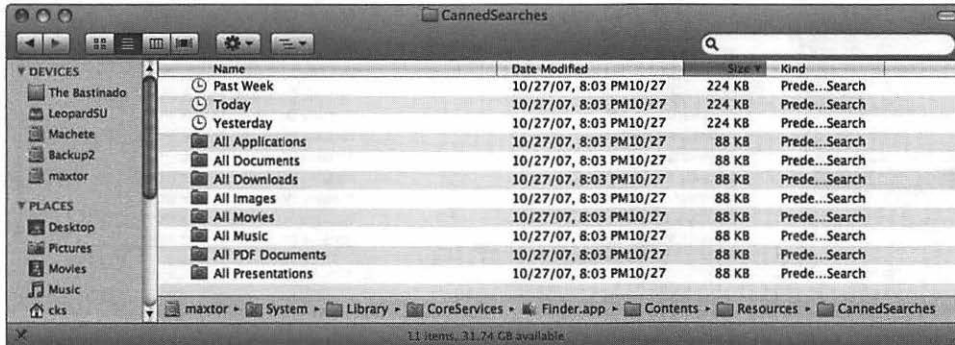 CannedSearches
DEVICES
The Bastinado
LeopardSU
Machete
Backup2
maxtor
PLACES
Desktop
Pictures
Movies
Music
cks
Name Date Modified Size Kind
Past Week 10/27/07, 8:03 PM10/27 224 KB Prede...Search
Today 10/27/07, 8:03 PM10/27 224 KB Prede...Search
Yesterday 10/27/07, 8:03 PM10/27 224 KB Prede...Search
All Applications 10/27/07, 8:03 PM10/27 88 KB Prede...Search
All Documents 10/27/07, 8:03 PM10/27 88 KB Prede...Search
All Downloads 10/27/07, 8:03 PM10/27 88 KB Prede...Search
All Images 10/27/07, 8:03 PM10/27 88 KB Prede...Search
All Movies 10/27/07, 8:03 PM10/27 88 KB Prede...Search
All Music 10/27/07, 8:03 PM10/27 88 KB Prede...Search
All PDF Documents 10/27/07, 8:03 PM10/27 88 KB Prede...Search
All Presentations 10/27/07, 8:03 PM10/27 88 KB Prede...Search
maxtor ▸ System ▸ Library ▸ CoreServices ▸ Finder.app ▸ Contents ▸ Resources ▸ CannedSearches
11 items, 31.74 GB available